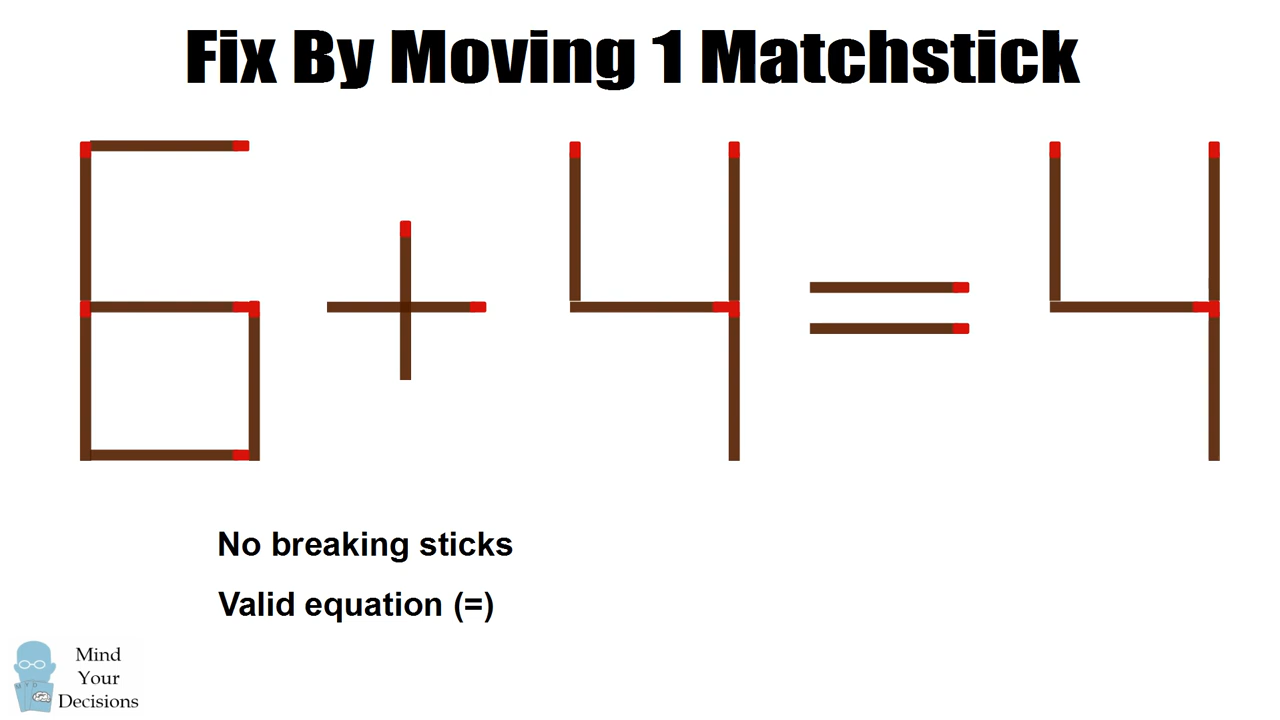 Fix By Moving 1 Matchstick
6 + 4 = 4
No breaking sticks
Valid equation (=)
Mind
Your
Decisions